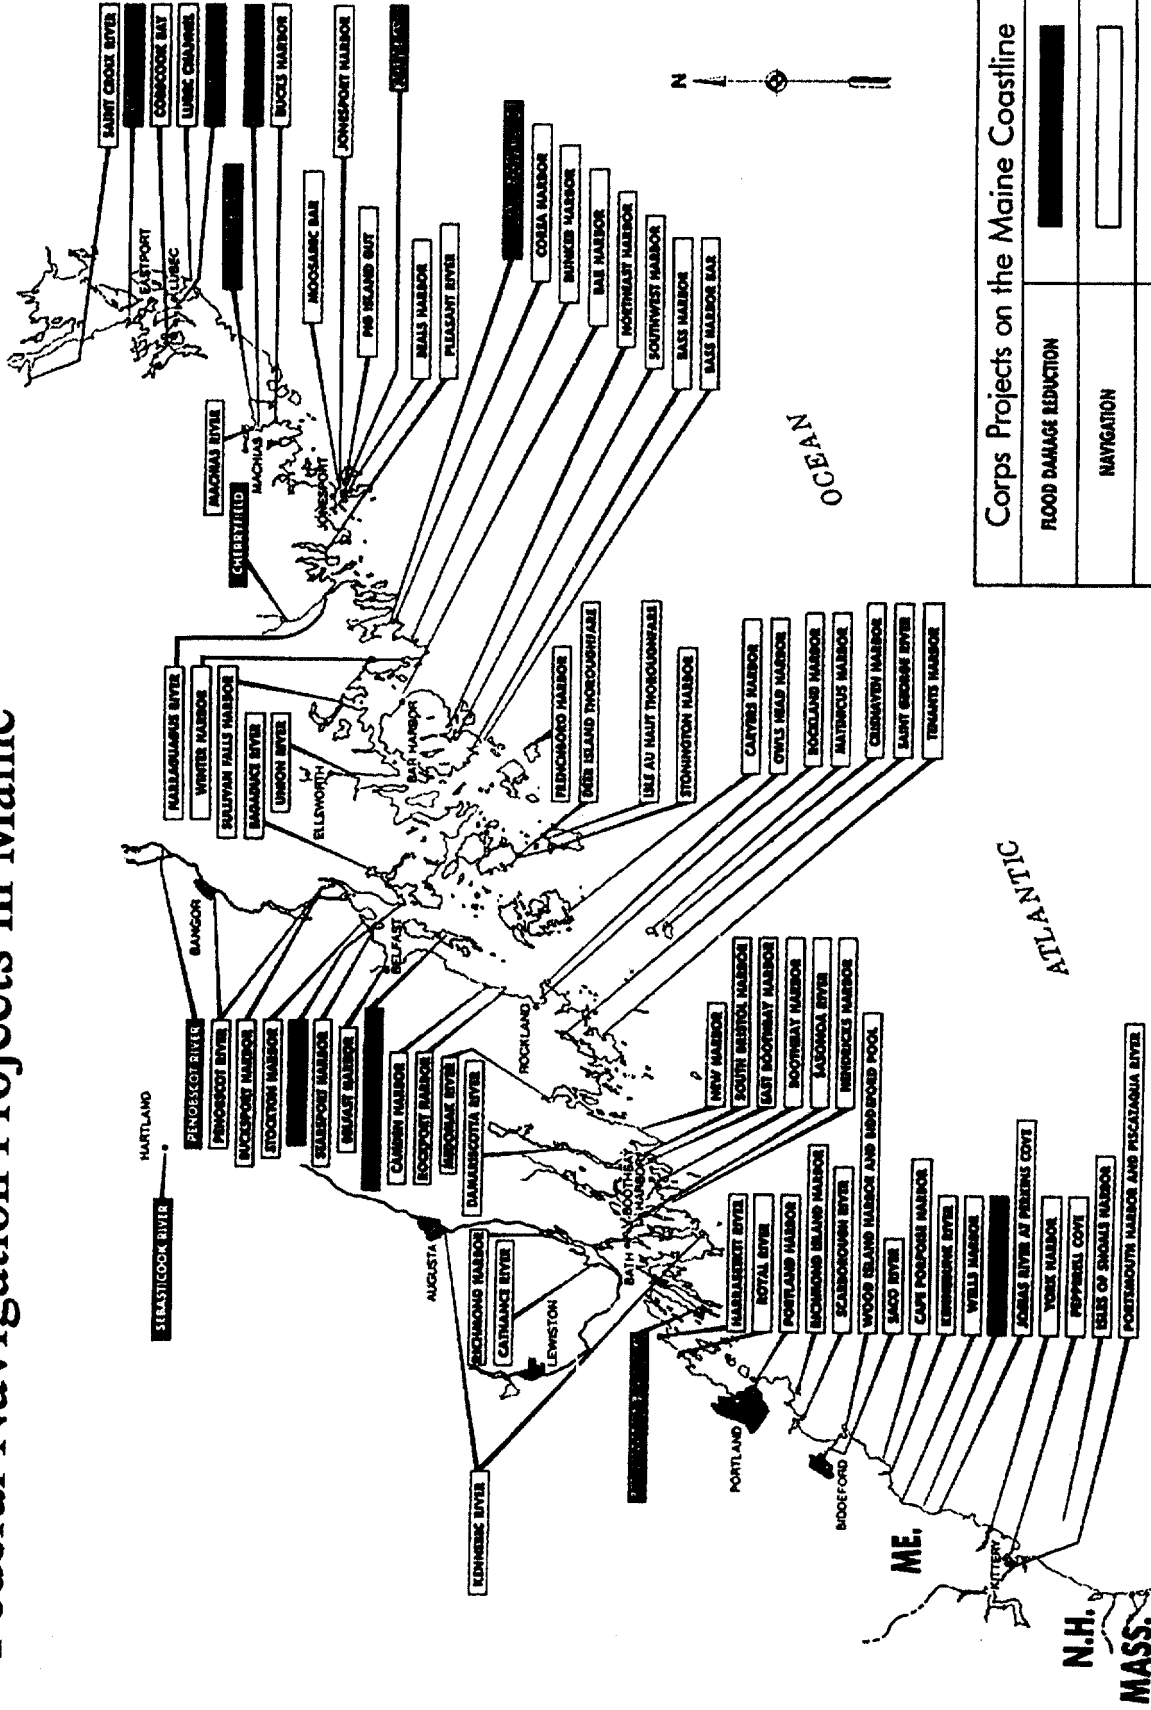 Federal Navigation Projects in Maine
SAINT CROIX RIVER
COBSCOOK BAY
LUBEC CHANNEL
BUCKS HARBOR
MACHIAS RIVER
CHERRYFIELD
MOOSABEC BAR
JONESPORT HARBOR
PIG ISLAND GUT
BEALS HARBOR
PLEASANT RIVER
COREA HARBOR
BUNKER HARBOR
BAR HARBOR
NORTHEAST HARBOR
SOUTHWEST HARBOR
BASS HARBOR
BASS HARBOR BAR
EASTPORT
LUBEC
MACHIAS
JONESPORT
N
NARRAGUAGUS RIVER
WINTER HARBOR
SULLIVAN FALLS HARBOR
BAGADUCE RIVER
UNION RIVER
ELLSWORTH
BAR HARBOR
FRENCHBORO HARBOR
DEER ISLAND THOROUGHFARE
ISLE AU HAUT THOROUGHFARE
STONINGTON HARBOR
CARVERS HARBOR
OWLS HEAD HARBOR
ROCKLAND HARBOR
MATINICUS HARBOR
CRIEHAVEN HARBOR
SAINT GEORGE RIVER
TENANTS HARBOR
HARTLAND
SEBASTICOOK RIVER
BANGOR
PENOBSCOT RIVER
PENOBSCOT RIVER
BUCKSPORT HARBOR
STOCKTON HARBOR
SEARSPORT HARBOR
BELFAST HARBOR
BELFAST
CAMDEN HARBOR
ROCKPORT HARBOR
MEDOMAK RIVER
DAMARISCOTTA RIVER
ROCKLAND
NEW HARBOR
SOUTH BRISTOL HARBOR
EAST BOOTHBAY HARBOR
BOOTHBAY HARBOR
SASONOA RIVER
HENDRICKS HARBOR
AUGUSTA
RICHMOND HARBOR
CATHANCE RIVER
LEWISTON
KENNEBEC RIVER
BATH
BOOTHBAY
HARBOR
HARRASEEKET RIVER
ROYAL RIVER
PORTLAND HARBOR
RICHMOND ISLAND HARBOR
SCARBOROUGH RIVER
WOOD ISLAND HARBOR AND BIDDEFORD POOL
SACO RIVER
CAPE PORPOISE HARBOR
KENNEBUNK RIVER
WELLS HARBOR
JOSIAS RIVER AT PERKINS COVE
YORK HARBOR
PEPPERELL COVE
ISLES OF SHOALS HARBOR
PORTSMOUTH HARBOR AND PISCATAQUA RIVER
PORTLAND
BIDDEFORD
KITTERY
ME.
N.H.
MASS.
ATLANTIC
OCEAN
Corps Projects on the Maine Coastline
FLOOD DAMAGE REDUCTION
NAVIGATION